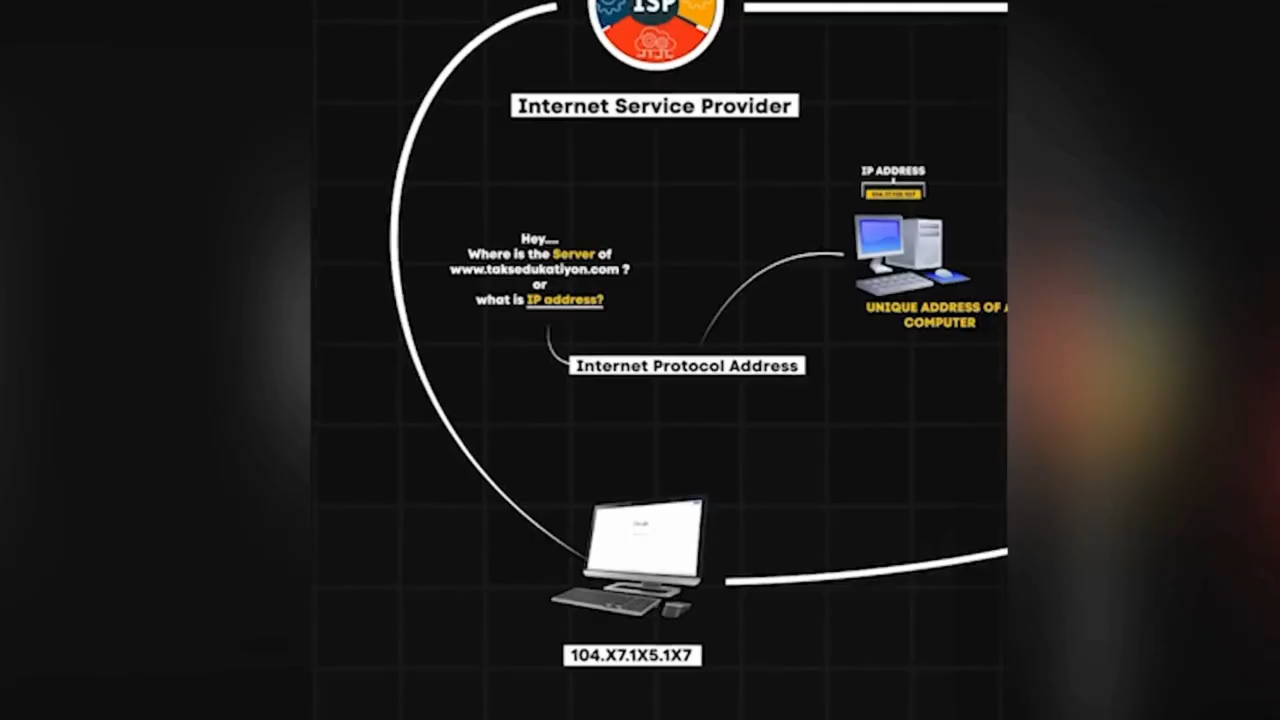 ISP
Internet Service Provider
IP ADDRESS
Hey....
Where is the Server of
www.taksedukatiyon.com ?
or
what is IP address?
UNIQUE ADDRESS OF
COMPUTER
Internet Protocol Address
104.X7.1X5.1X7